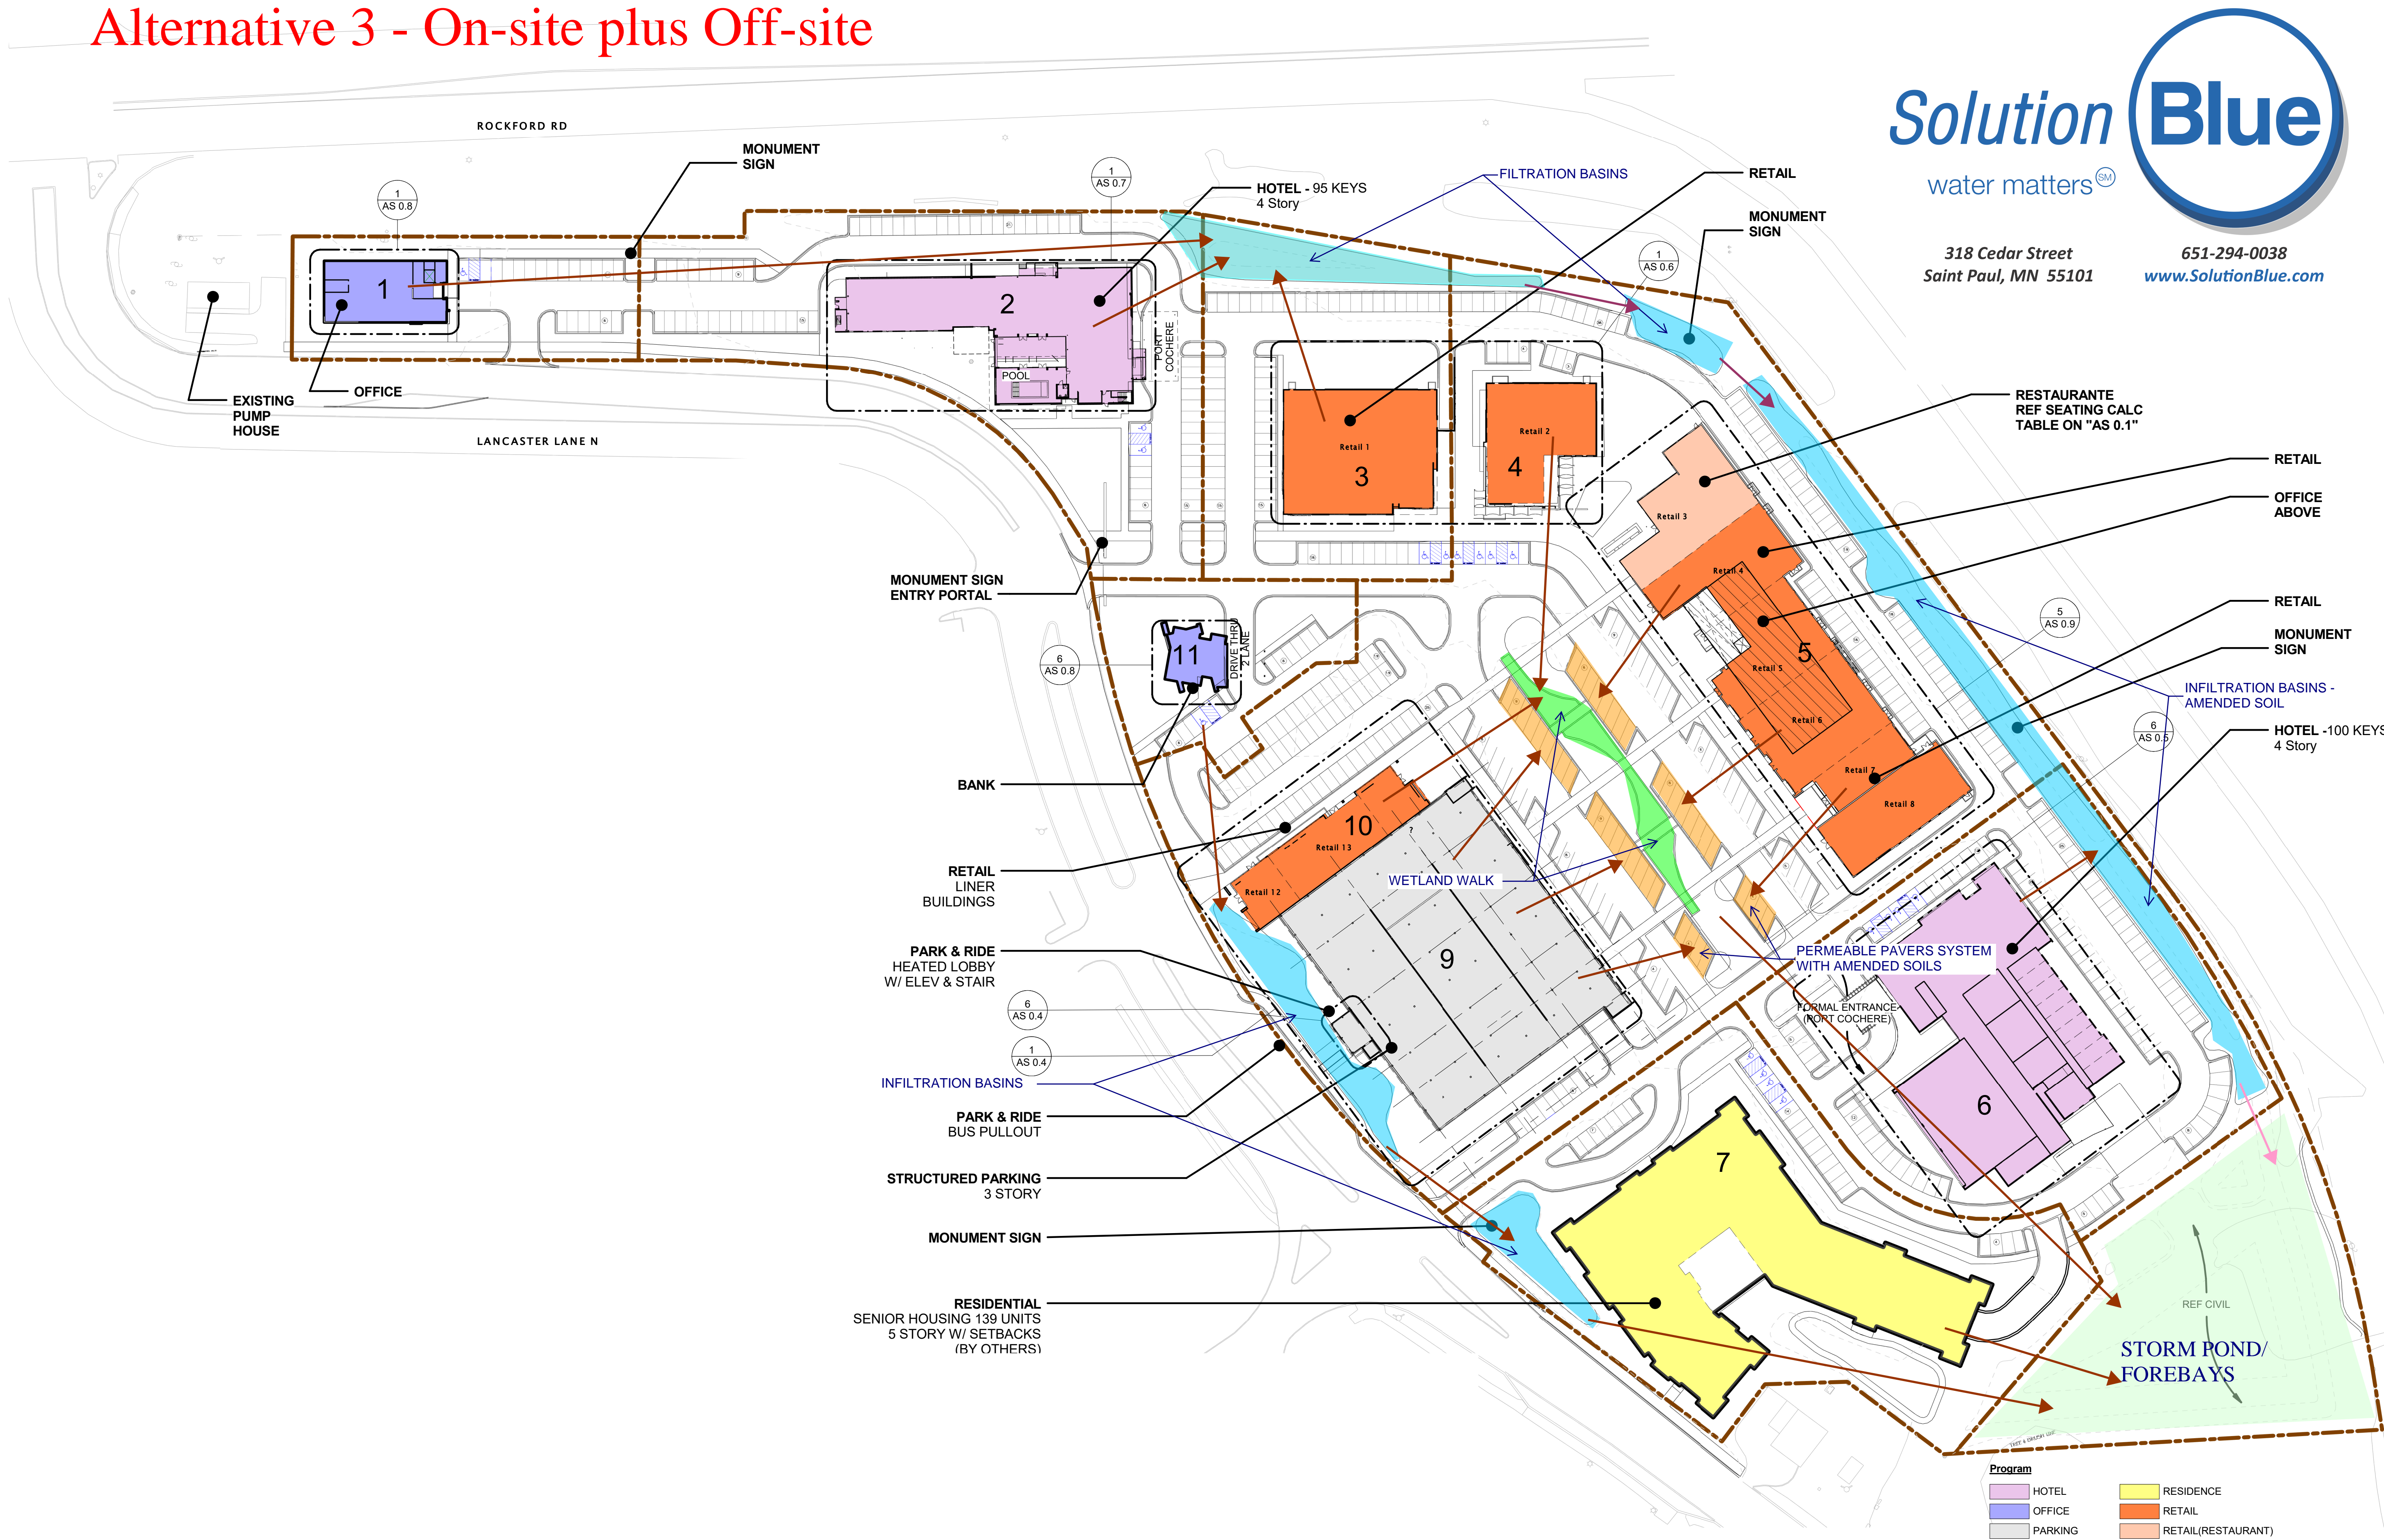 Alternative 3 - On-site plus Off-site
Solution Blue
water matters SM
318 Cedar Street
Saint Paul, MN 55101
651-294-0038
www.SolutionBlue.com
ROCKFORD RD
MONUMENT
SIGN
1
AS 0.8
1
AS 0.7
HOTEL - 95 KEYS
4 Story
FILTRATION BASINS
RETAIL
MONUMENT
SIGN
1
AS 0.6
1
2
PORT
COCHERE
POOL
EXISTING
PUMP
HOUSE
OFFICE
LANCASTER LANE N
Retail 1
3
Retail 2
4
RESTAURANTE
REF SEATING CALC
TABLE ON "AS 0.1"
RETAIL
OFFICE
ABOVE
Retail 3
Retail 4
MONUMENT SIGN
ENTRY PORTAL
11
DRIVE THRU
2 LANE
6
AS 0.8
5
AS 0.9
RETAIL
MONUMENT
SIGN
5
Retail 5
Retail 6
Retail 7
Retail 8
INFILTRATION BASINS -
AMENDED SOIL
6
AS 0.5
HOTEL -100 KEYS
4 Story
BANK
10
?
Retail 13
Retail 12
RETAIL
LINER
BUILDINGS
WETLAND WALK
PARK & RIDE
HEATED LOBBY
W/ ELEV & STAIR
9
PERMEABLE PAVERS SYSTEM
WITH AMENDED SOILS
FORMAL ENTRANCE
(PORT COCHERE)
6
AS 0.4
1
AS 0.4
INFILTRATION BASINS
PARK & RIDE
BUS PULLOUT
6
7
STRUCTURED PARKING
3 STORY
MONUMENT SIGN
RESIDENTIAL
SENIOR HOUSING 139 UNITS
5 STORY W/ SETBACKS
(BY OTHERS)
REF CIVIL
STORM POND/
FOREBAYS
Program
HOTEL
OFFICE
PARKING
RESIDENCE
RETAIL
RETAIL(RESTAURANT)